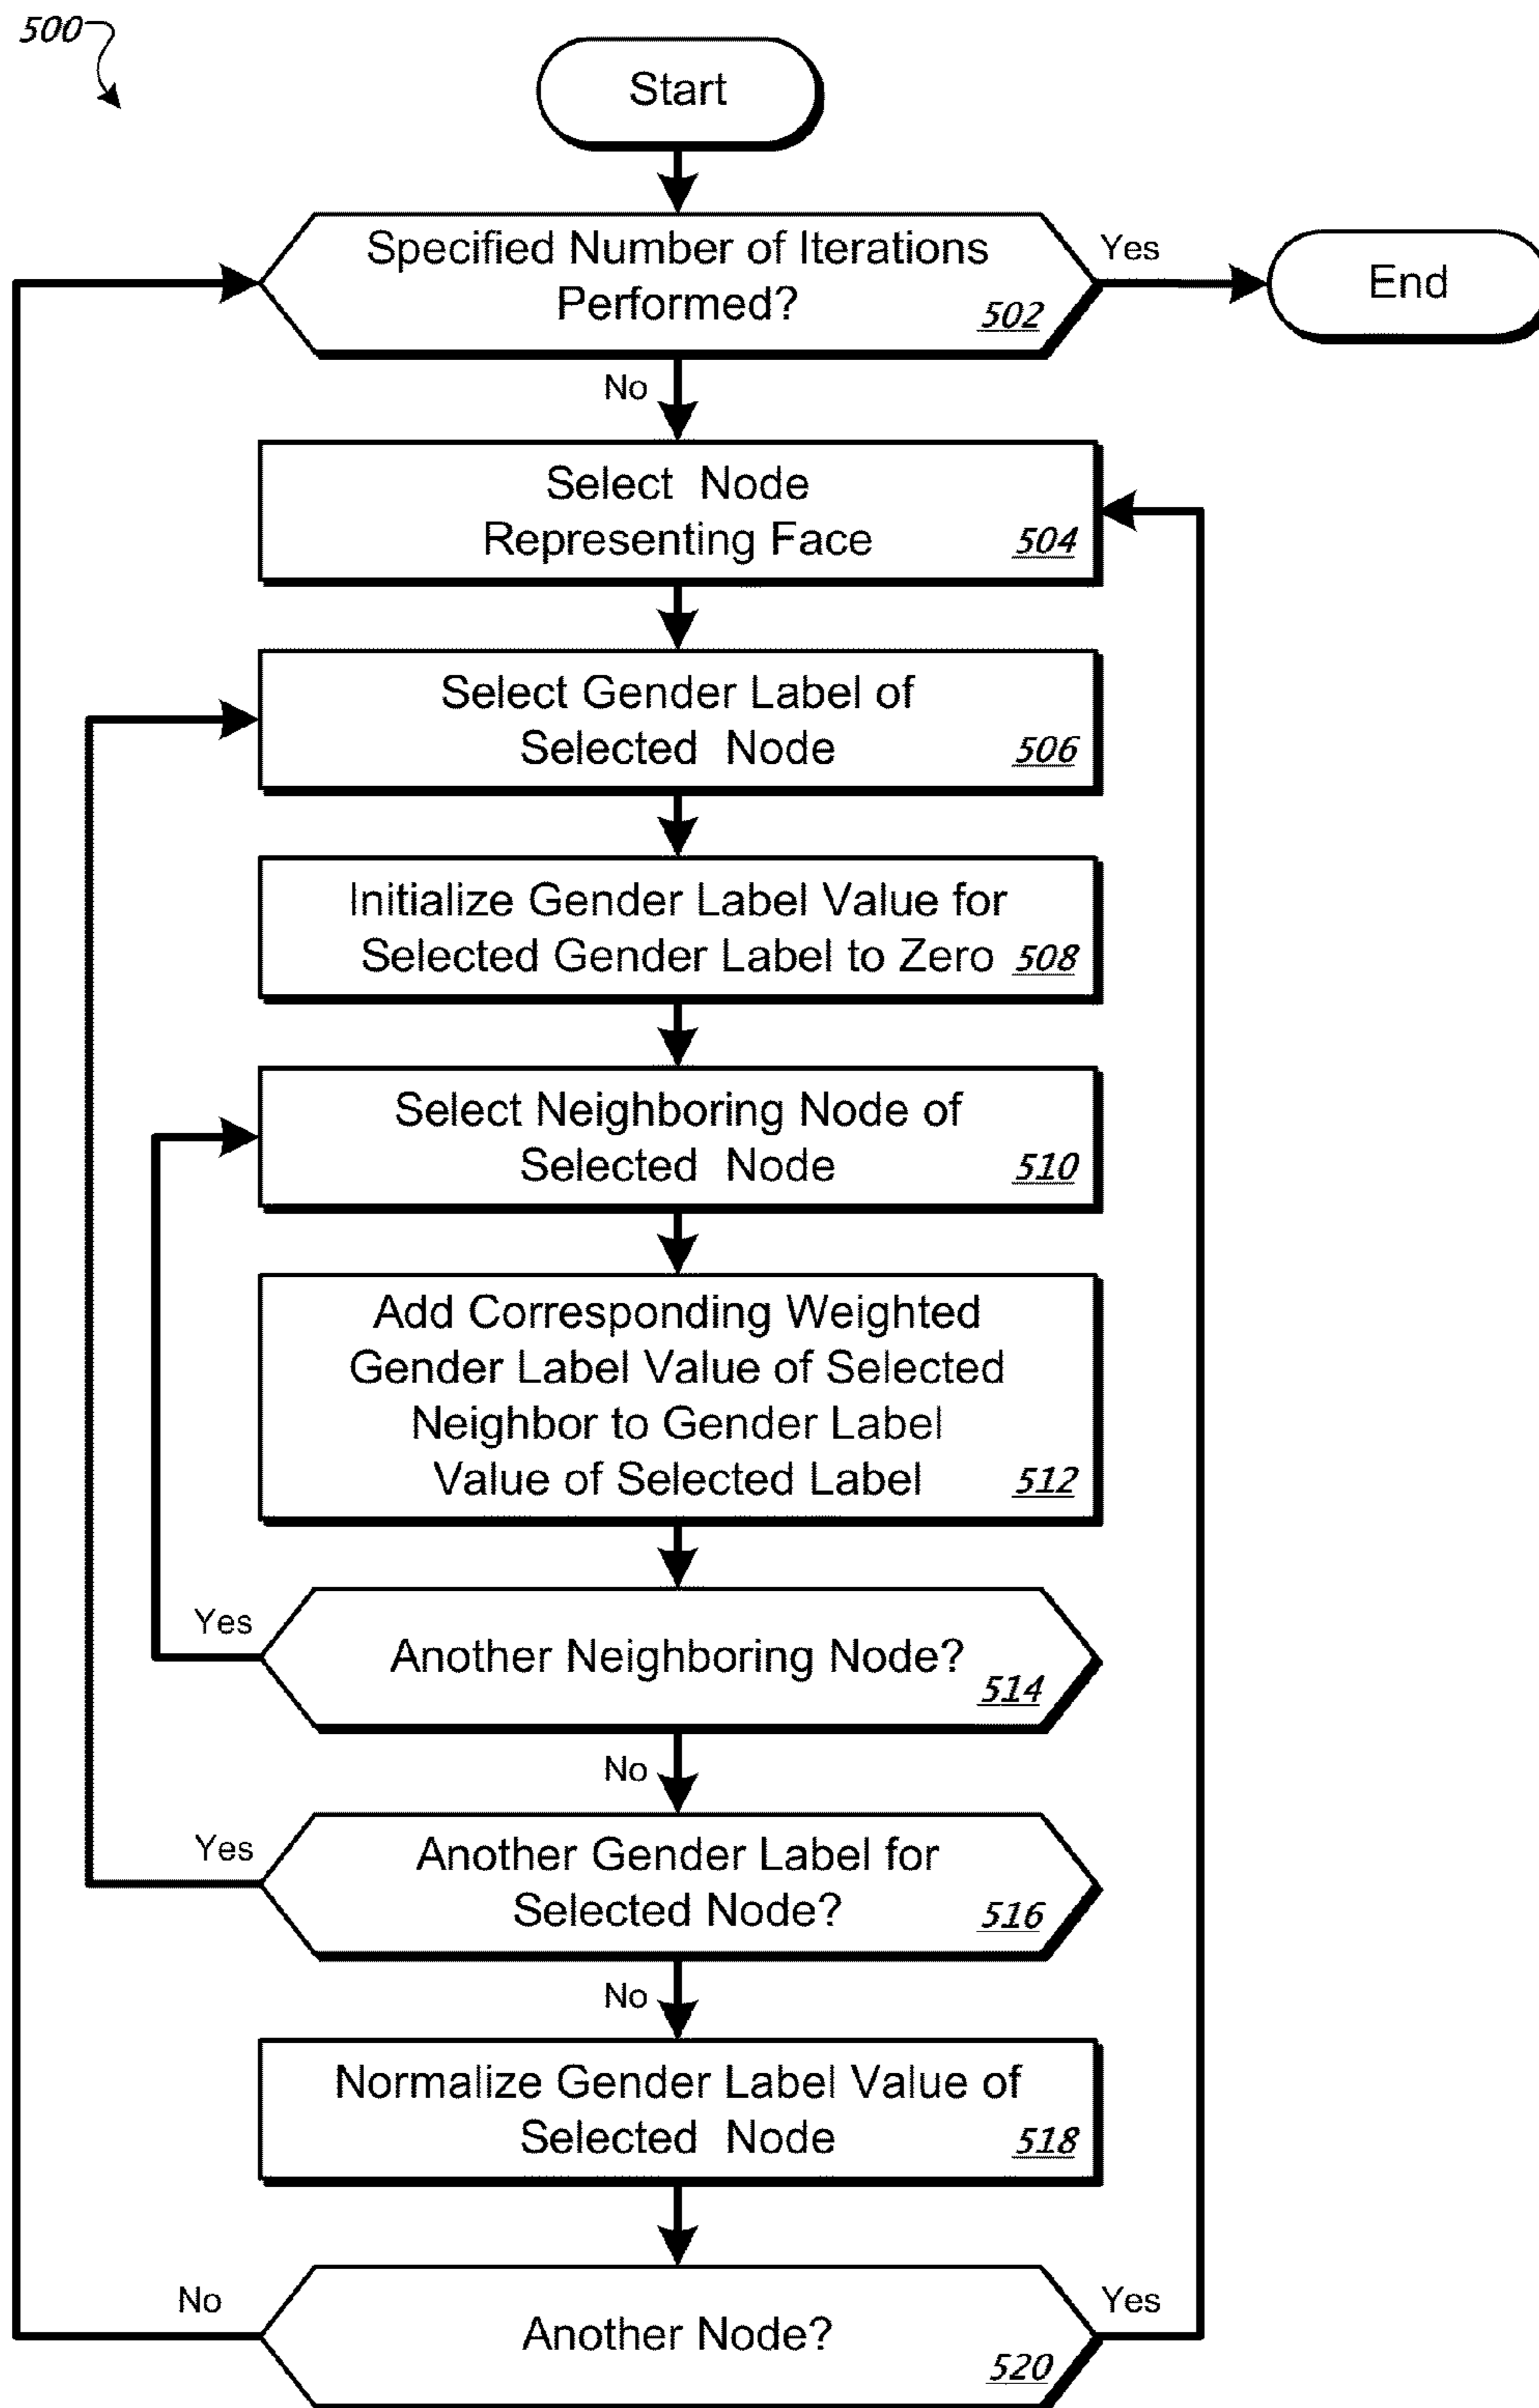 500
Start
Specified Number of Iterations
Performed?
502
Yes
End
No
Select Node
Representing Face
504
Select Gender Label of
Selected Node
506
Initialize Gender Label Value for
Selected Gender Label to Zero
508
Select Neighboring Node of
Selected Node
510
Add Corresponding Weighted
Gender Label Value of Selected
Neighbor to Gender Label
Value of Selected Label
512
Yes
Another Neighboring Node?
514
No
Yes
Another Gender Label for
Selected Node?
516
No
Normalize Gender Label Value of
Selected Node
518
No
Another Node?
520
Yes